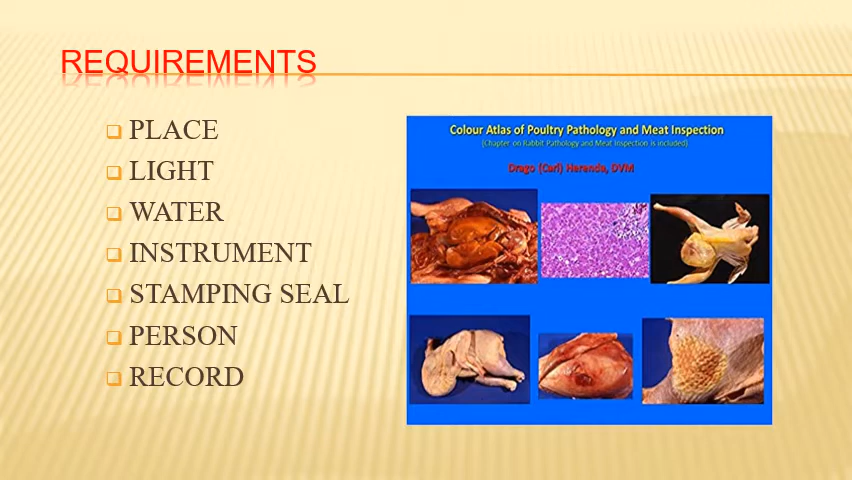 REQUIREMENTS
PLACE
LIGHT
WATER
INSTRUMENT
STAMPING SEAL
PERSON
RECORD
Colour Atlas of Poultry Pathology and Meat Inspection
(Chapter on Rabbit Pathology and Meat Inspection is included)
Drago (Carl) Herenda, DVM